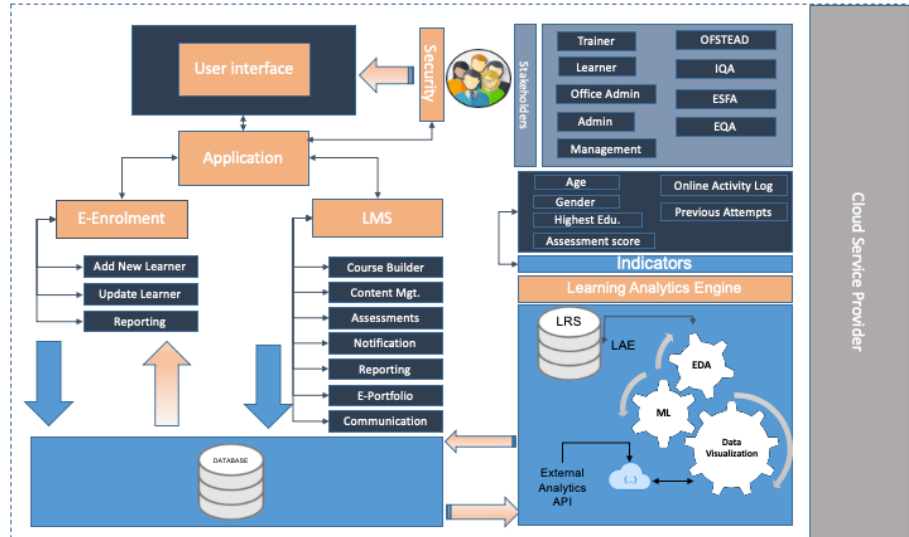 User interface
Security
Stakeholders
Trainer
Learner
Office Admin
Admin
Management
OFSTEAD
IQA
ESFA
EQA
Application
E-Enrolment
LMS
Add New Learner
Update Learner
Reporting
Course Builder
Content Mgt.
Assessments
Notification
Reporting
E-Portfolio
Communication
Age
Gender
Highest Edu.
Assessment score
Online Activity Log
Previous Attempts
Indicators
Learning Analytics Engine
LRS
LAE
EDA
ML
Data
Visualization
External
Analytics
API
{..}
DATABASE
Cloud Service Provider